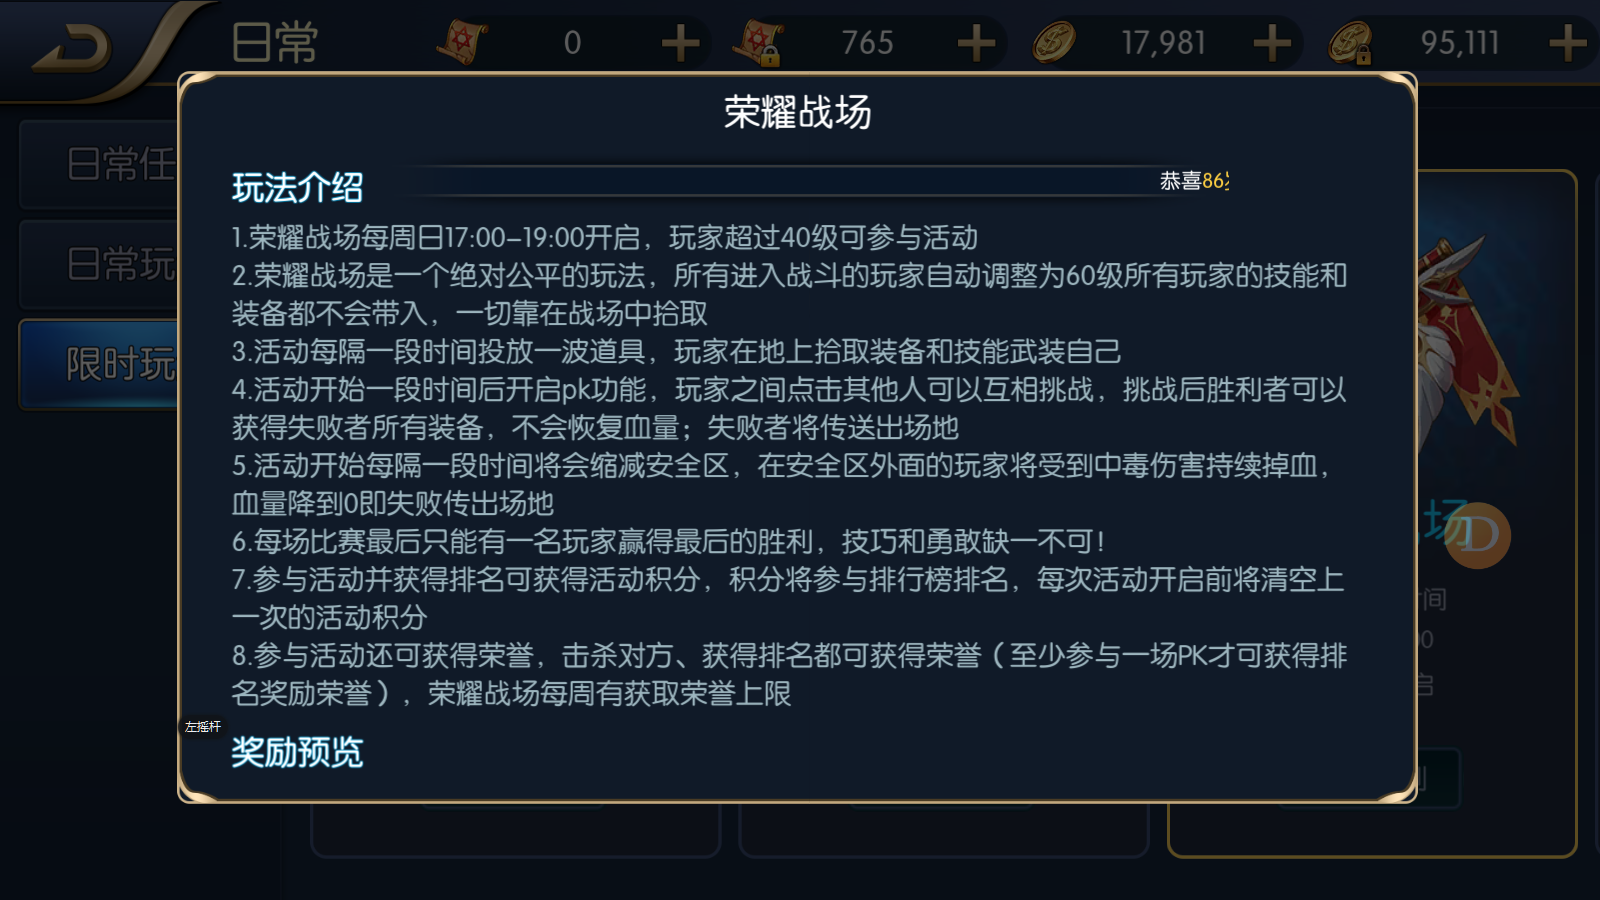 日常
0
765
17,981
95,111
荣耀战场
日常任
日常玩
限时玩
玩法介绍
恭喜86
1.荣耀战场每周日17:00-19:00开启，玩家超过40级可参与活动
2.荣耀战场是一个绝对公平的玩法，所有进入战斗的玩家自动调整为60级所有玩家的技能和
装备都不会带入，一切靠在战场中拾取
3.活动每隔一段时间投放一波道具，玩家在地上拾取装备和技能武装自己
4.活动开始一段时间后开启pk功能，玩家之间点击其他人可以互相挑战，挑战后胜利者可以
获得失败者所有装备，不会恢复血量；失败者将传送出场地
5.活动开始每隔一段时间将会缩减安全区，在安全区外面的玩家将受到中毒伤害持续掉血，
血量降到0即失败传出场地
6.每场比赛最后只能有一名玩家赢得最后的胜利，技巧和勇敢缺一不可！
7.参与活动并获得排名可获得活动积分，积分将参与排行榜排名，每次活动开启前将清空上
一次的活动积分
8.参与活动还可获得荣誉，击杀对方、获得排名都可获得荣誉（至少参与一场PK才可获得排
名奖励荣誉），荣耀战场每周有获取荣誉上限
左摇杆
奖励预览
场
D
间
0
启